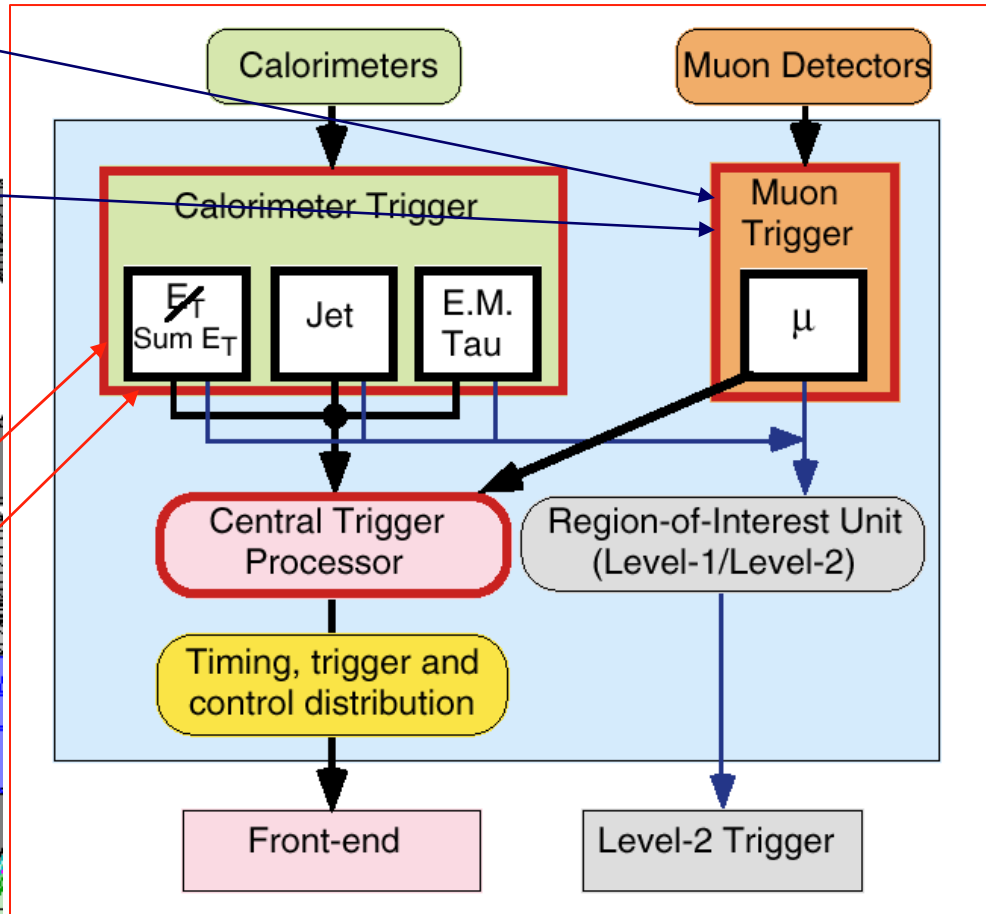 Calorimeters
Muon Detectors
Calorimeter Trigger
Muon
Trigger
E̸T
Sum ET
Jet
E.M.
Tau
μ
Central Trigger
Processor
Region-of-Interest Unit
(Level-1/Level-2)
Timing, trigger and
control distribution
Front-end
Level-2 Trigger